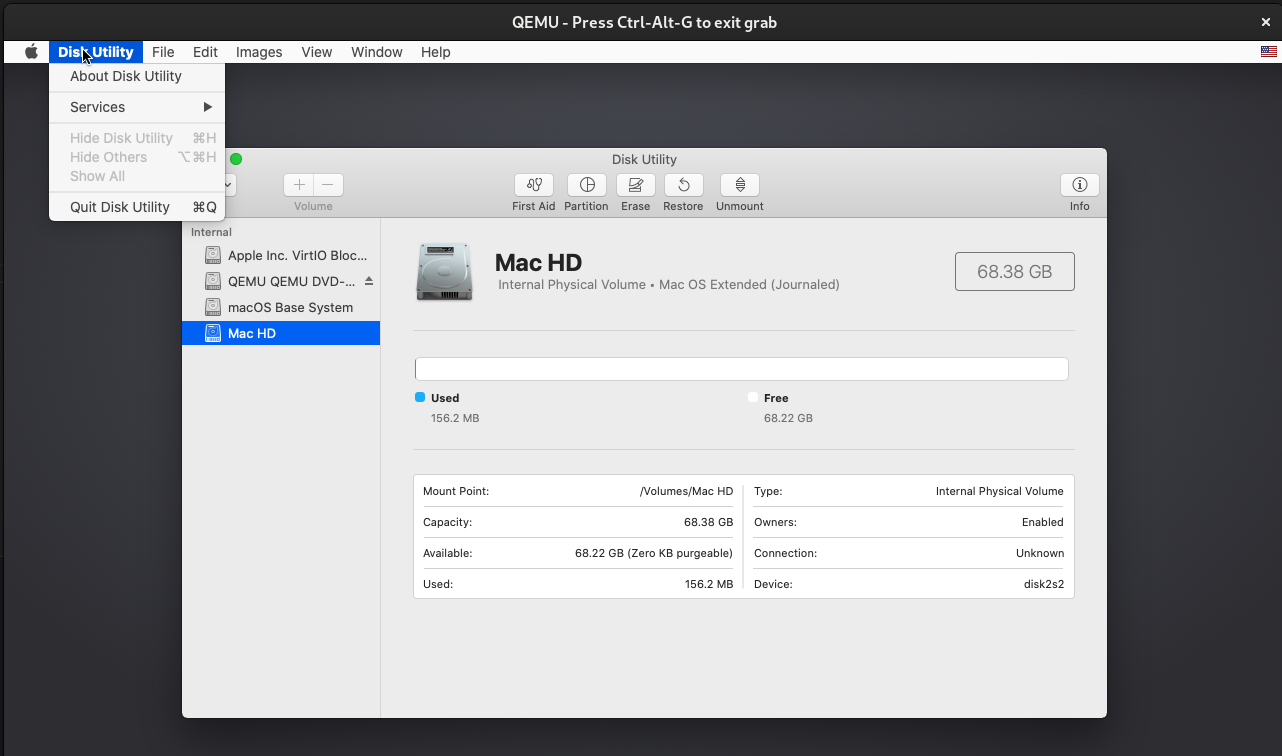 QEMU - Press Ctrl-Alt-G to exit grab
Disk Utility File Edit Images View Window Help
About Disk Utility
Services
Hide Disk Utility ⌘H
Hide Others ⌥⌘H
Show All
Quit Disk Utility ⌘Q
Disk Utility
Volume
First Aid Partition Erase Restore Unmount
Info
Internal
Apple Inc. VirtIO Bloc...
QEMU QEMU DVD-...
macOS Base System
Mac HD
Mac HD
Internal Physical Volume • Mac OS Extended (Journaled)
68.38 GB
Used
156.2 MB
Free
68.22 GB
Mount Point: /Volumes/Mac HD
Capacity: 68.38 GB
Available: 68.22 GB (Zero KB purgeable)
Used: 156.2 MB
Type: Internal Physical Volume
Owners: Enabled
Connection: Unknown
Device: disk2s2